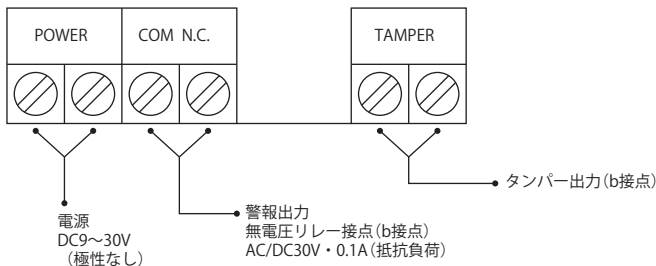 POWER
COM N.C.
TAMPER
タンパー出力(b接点)
警報出力
無電圧リレー接点(b接点)
AC/DC30V・0.1A(抵抗負荷)
電源
DC9～30V
(極性なし)